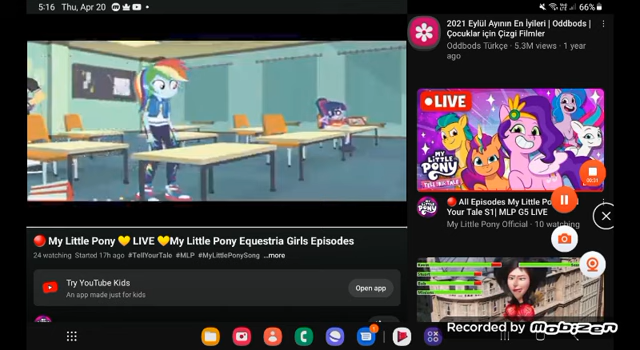 5:16 Thu, Apr 20
66%
2021 Eylül Ayının En İyileri | Oddbods |
Çocuklar için Çizgi Filmler
Oddbods Türkçe • 5.3M views • 1 year
ago
LIVE
MY
LITTLE
PONY
TELL YOUR TALE
All Episodes My Little Po
Your Tale S1| MLP G5 LIVE
My Little Pony Official • 10 watching
My Little Pony 💛 LIVE 💛My Little Pony Equestria Girls Episodes
24 watching Started 17h ago #TellYourTale #MLP #MyLittlePonySong ...more
Try YouTube Kids
An app made just for kids
Open app
Recorded by mobizen